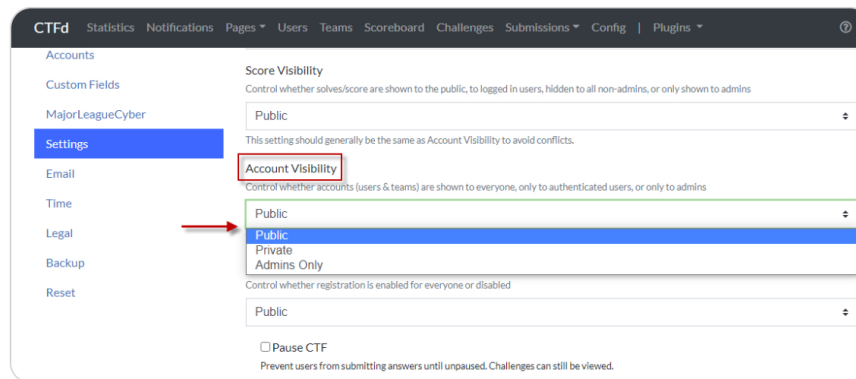 CTFd Statistics Notifications Pages Users Teams Scoreboard Challenges Submissions Config | Plugins
Accounts
Custom Fields
MajorLeagueCyber
Settings
Email
Time
Legal
Backup
Reset
Score Visibility
Control whether solves/score are shown to the public, to logged in users, hidden to all non-admins, or only shown to admins
Public
This setting should generally be the same as Account Visibility to avoid conflicts.
Account Visibility
Control whether accounts (users & teams) are shown to everyone, only to authenticated users, or only to admins
Public
Public
Private
Admins Only
Control whether registration is enabled for everyone or disabled
Public
Pause CTF
Prevent users from submitting answers until unpaused. Challenges can still be viewed.